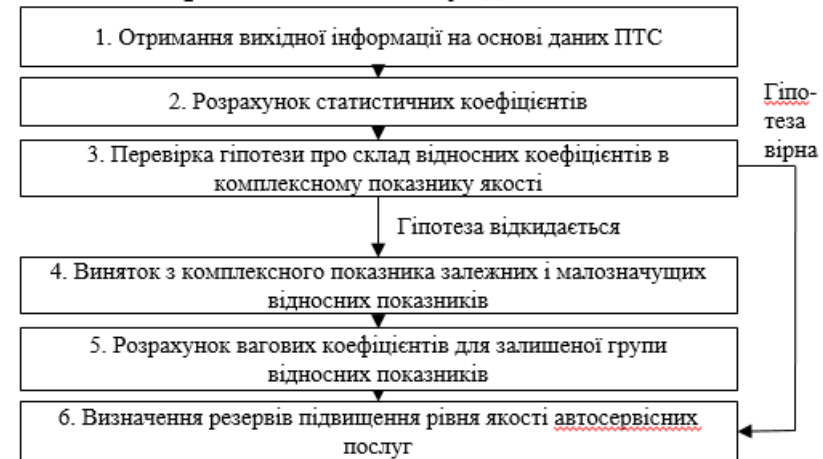 1. Отримання вихідної інформації на основі даних ПТС
2. Розрахунок статистичних коефіцієнтів
3. Перевірка гіпотези про склад відносних коефіцієнтів в
комплексному показнику якості
Гіпо-
теза
вірна
Гіпотеза відкидається
4. Виняток з комплексного показника залежних і малозначущих
відносних показників
5. Розрахунок вагових коефіцієнтів для залишеної групи
відносних показників
6. Визначення резервів підвищення рівня якості автосервісних
послуг